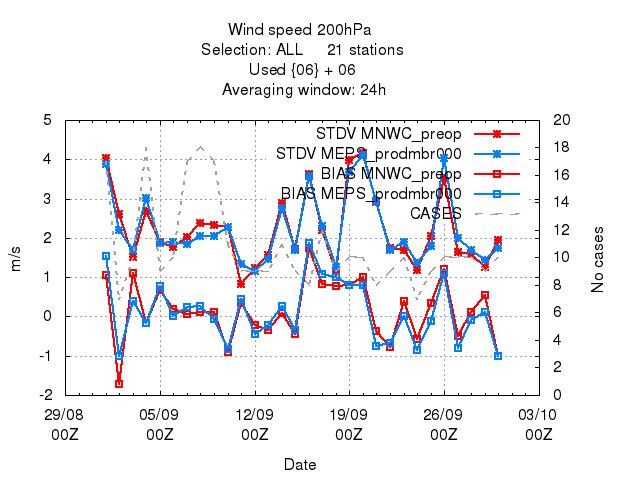 Wind speed 200hPa
Selection: ALL 21 stations
Used {06} + 06
Averaging window: 24h
5 20
STDV MNWC_preop 18
4 STDV MEPS_prodmbr000 16
BIAS MNWC_preop
3 BIAS MEPS_prodmbr000 14
CASES
12
2
m/s 10 No cases
1 8
0 6
4
-1 2
-2 0
29/08 05/09 12/09 19/09 26/09 03/10
00Z 00Z 00Z 00Z 00Z 00Z
Date